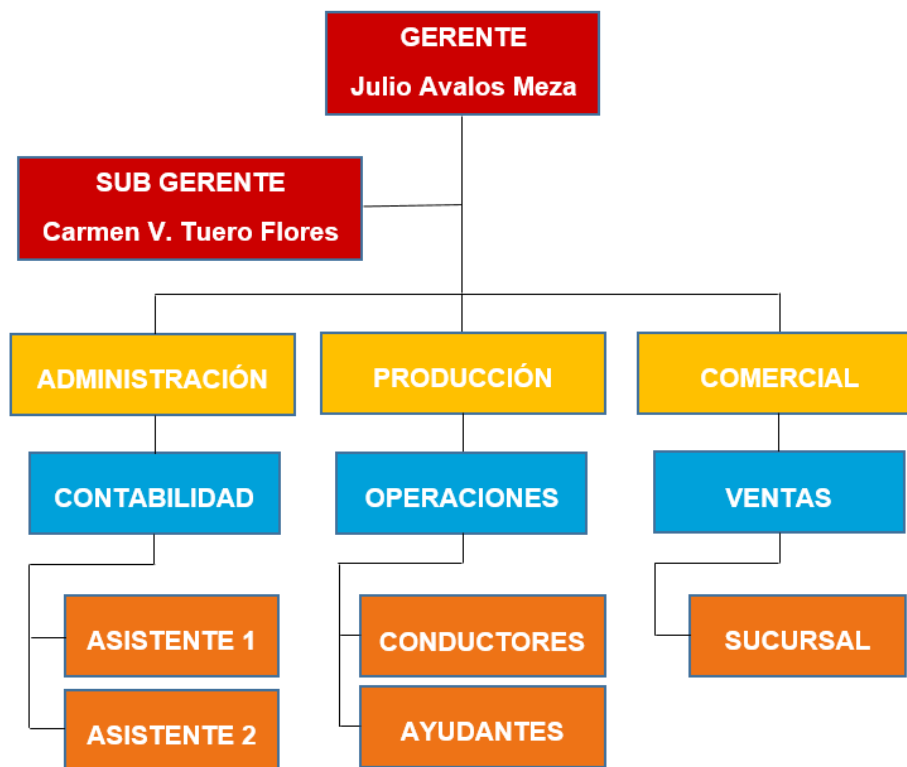 GERENTE
Julio Avalos Meza
SUB GERENTE
Carmen V. Tuero Flores
ADMINISTRACIÓN
PRODUCCIÓN
COMERCIAL
CONTABILIDAD
OPERACIONES
VENTAS
ASISTENTE 1
CONDUCTORES
SUCURSAL
ASISTENTE 2
AYUDANTES